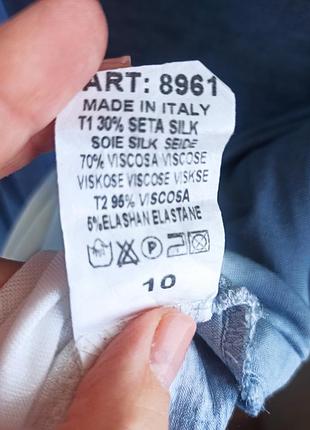 ART: 8961
MADE IN ITALY
T1 30% SETA SILK
SOIE SILK SEIDE
70% VISCOSA VISCOSE
VISKOSE VISCOSE VISKSE
T2 95% VISCOSA
5% ELASHAN ELASTANE
P
10